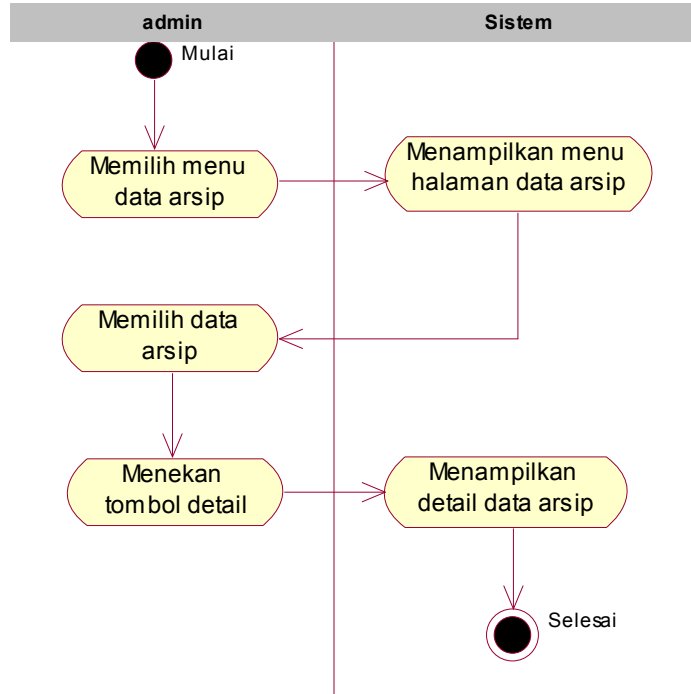 admin
Sistem
Mulai
Memilih menu
data arsip
Menampilkan menu
halaman data arsip
Memilih data
arsip
Menekan
tombol detail
Menampilkan
detail data arsip
Selesai